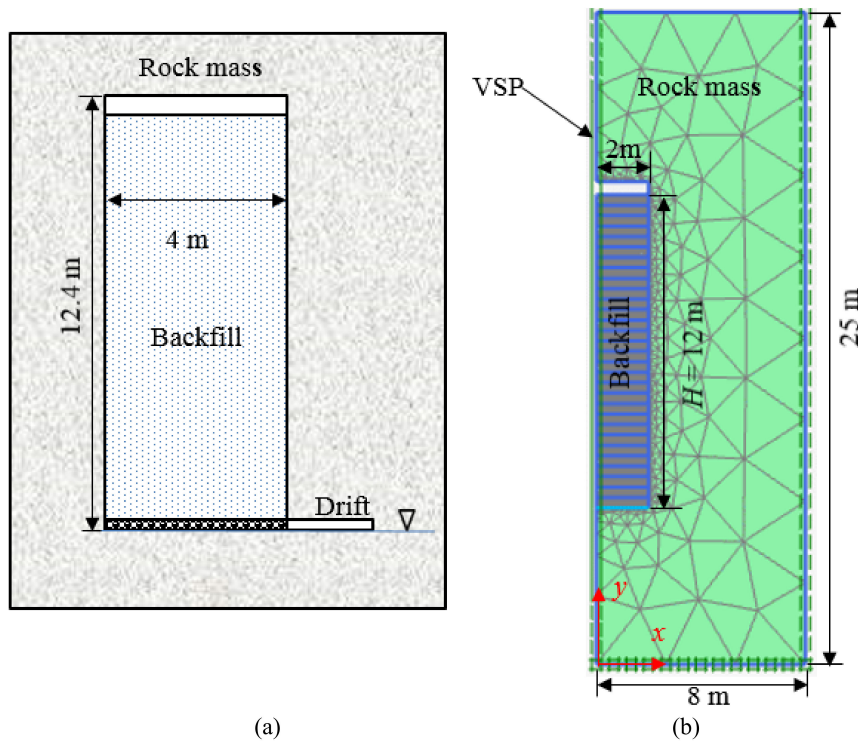 Rock mass
4 m
12.4 m
Backfill
Drift
∇
(a)
VSP
Rock mass
2m
Backfill
H = 12 m
25 m
y
x
8 m
(b)